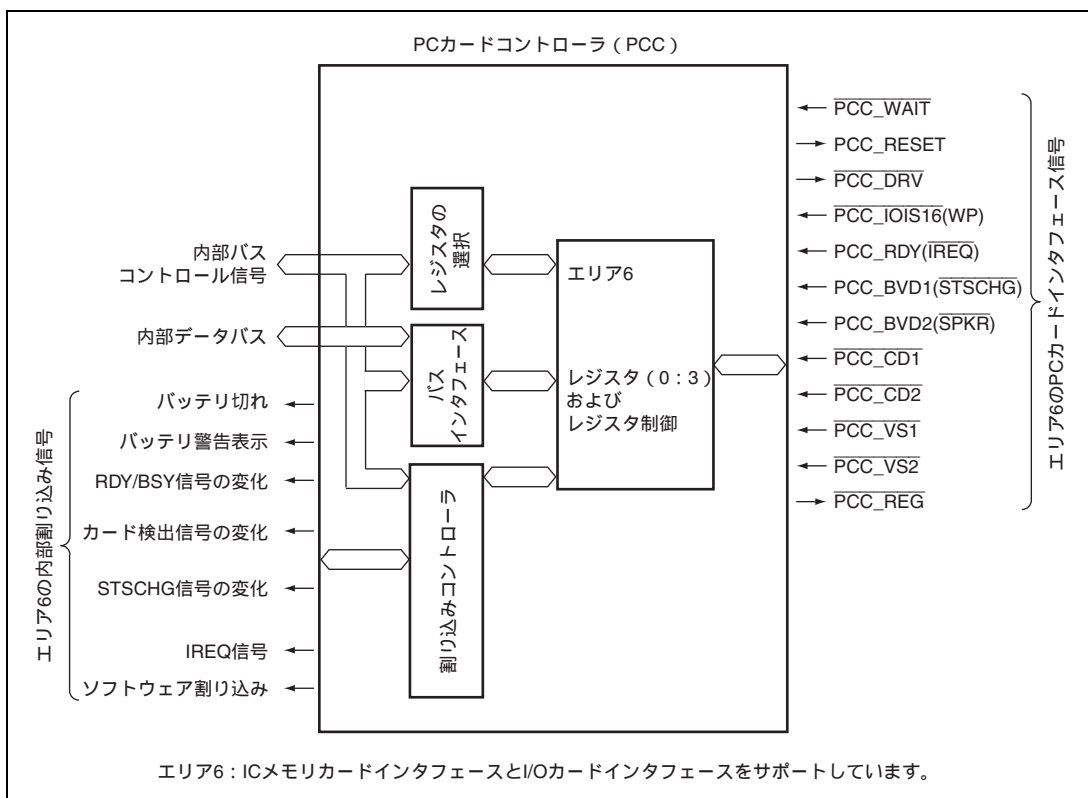 PCカードコントローラ（PCC）
内部バス
コントロール信号
内部データバス
エリア6の内部割り込み信号
バッテリ切れ
バッテリ警告表示
RDY/BSY信号の変化
カード検出信号の変化
STSCHG信号の変化
IREQ信号
ソフトウェア割り込み
レジスタの
選択
バス
インタフェース
割り込みコントローラ
エリア6
レジスタ（0：3）
および
レジスタ制御
PCC_WAIT
PCC_RESET
PCC_DRV
PCC_IOIS16(WP)
PCC_RDY(IREQ)
PCC_BVD1(STSCHG)
PCC_BVD2(SPKR)
PCC_CD1
PCC_CD2
PCC_VS1
PCC_VS2
PCC_REG
エリア6のPCカードインタフェース信号
エリア6：ICメモリカードインタフェースとI/Oカードインタフェースをサポートしています。